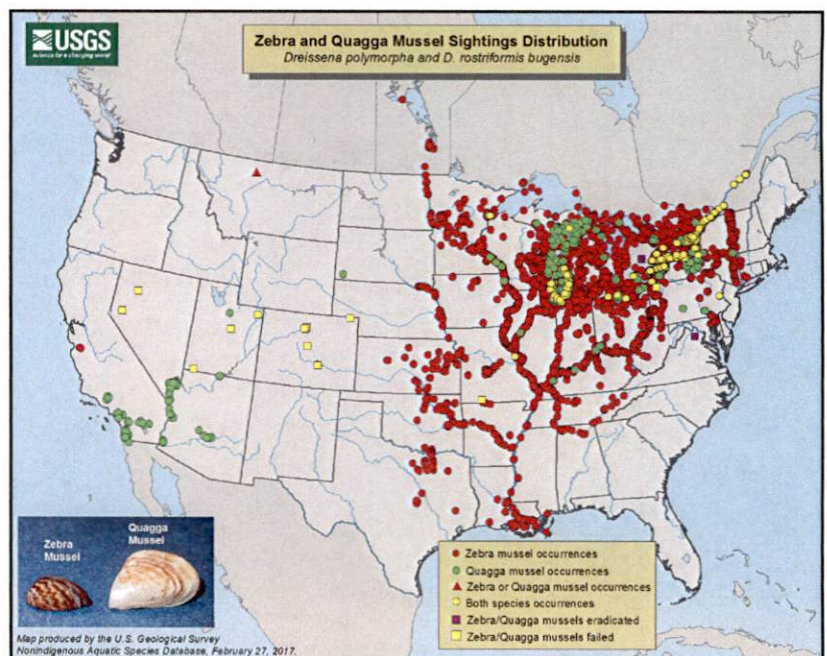 USGS
science for a changing world
Zebra and Quagga Mussel Sightings Distribution
Dreissena polymorpha and D. rostriformis bugensis
Zebra
Mussel
Quagga
Mussel
Zebra mussel occurrences
Quagga mussel occurrences
Zebra or Quagga mussel occurrences
Both species occurrences
Zebra/Quagga mussels eradicated
Zebra/Quagga mussels failed
Map produced by the U.S. Geological Survey
Nonindigenous Aquatic Species Database, February 27, 2017.